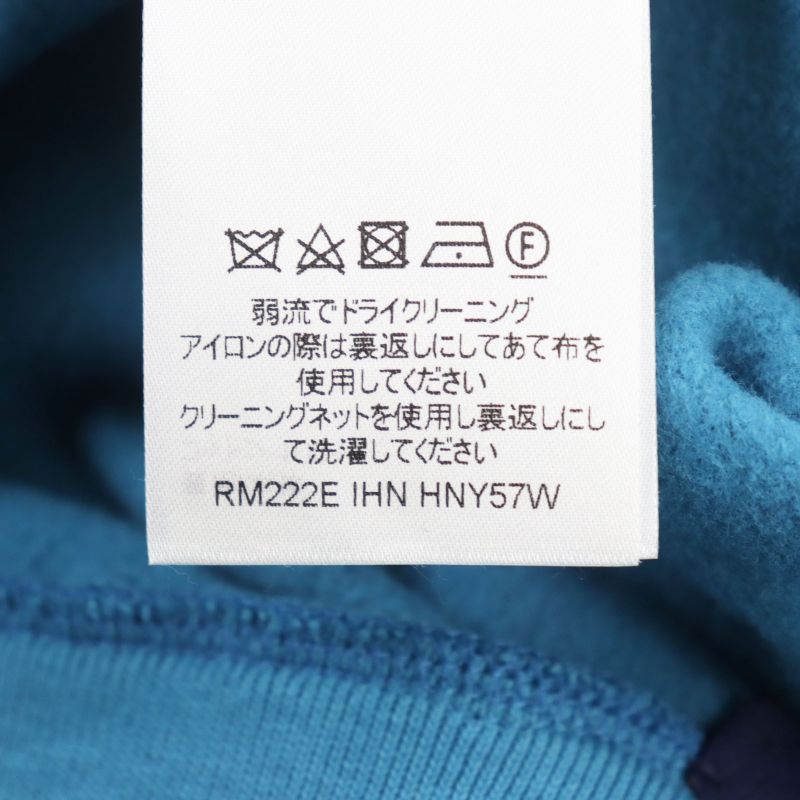 F
弱流でドライクリーニング
アイロンの際は裏返しにしてあて布を
使用してください
クリーニングネットを使用し裏返しにし
て洗濯してください
RM222E IHN HNY57W